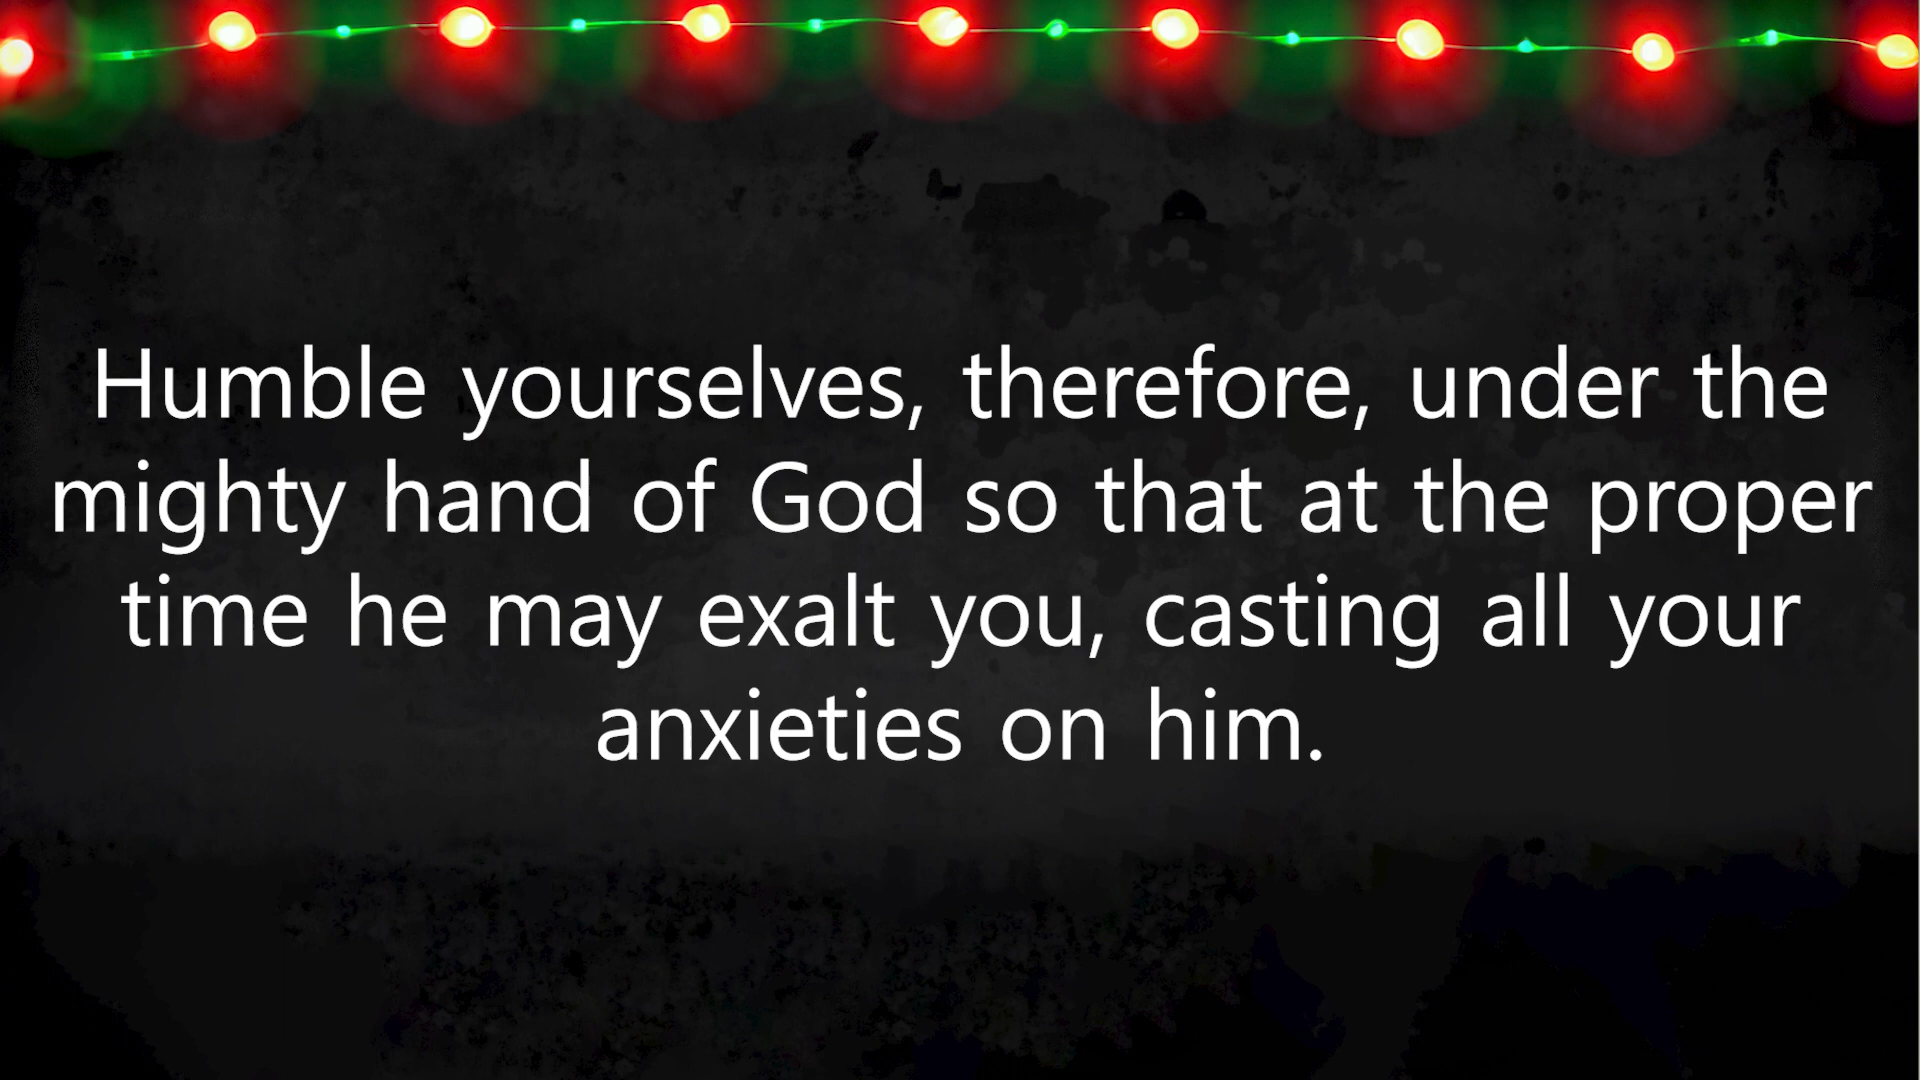 Humble yourselves, therefore, under the
mighty hand of God so that at the proper
time he may exalt you, casting all your
anxieties on him.